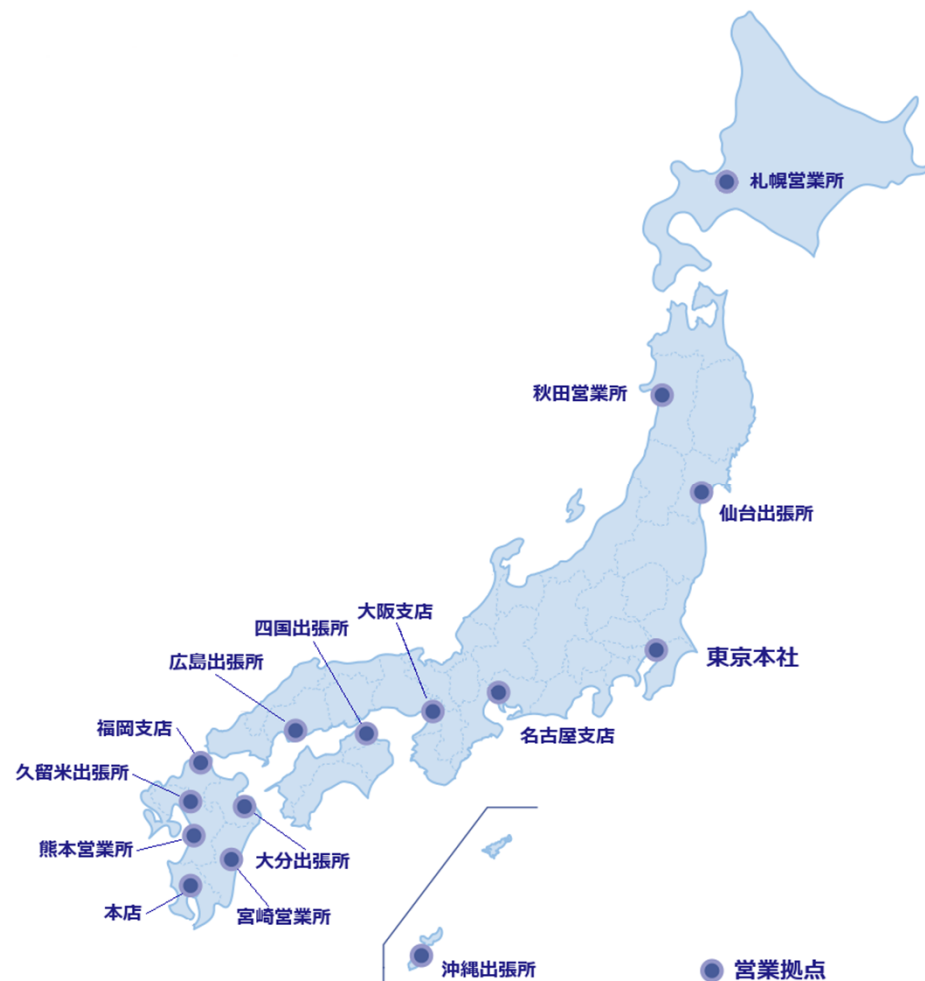 札幌営業所
秋田営業所
仙台出張所
大阪支店
四国出張所
東京本社
広島出張所
福岡支店
名古屋支店
久留米出張所
熊本営業所
大分出張所
本店
宮崎営業所
沖縄出張所
営業拠点